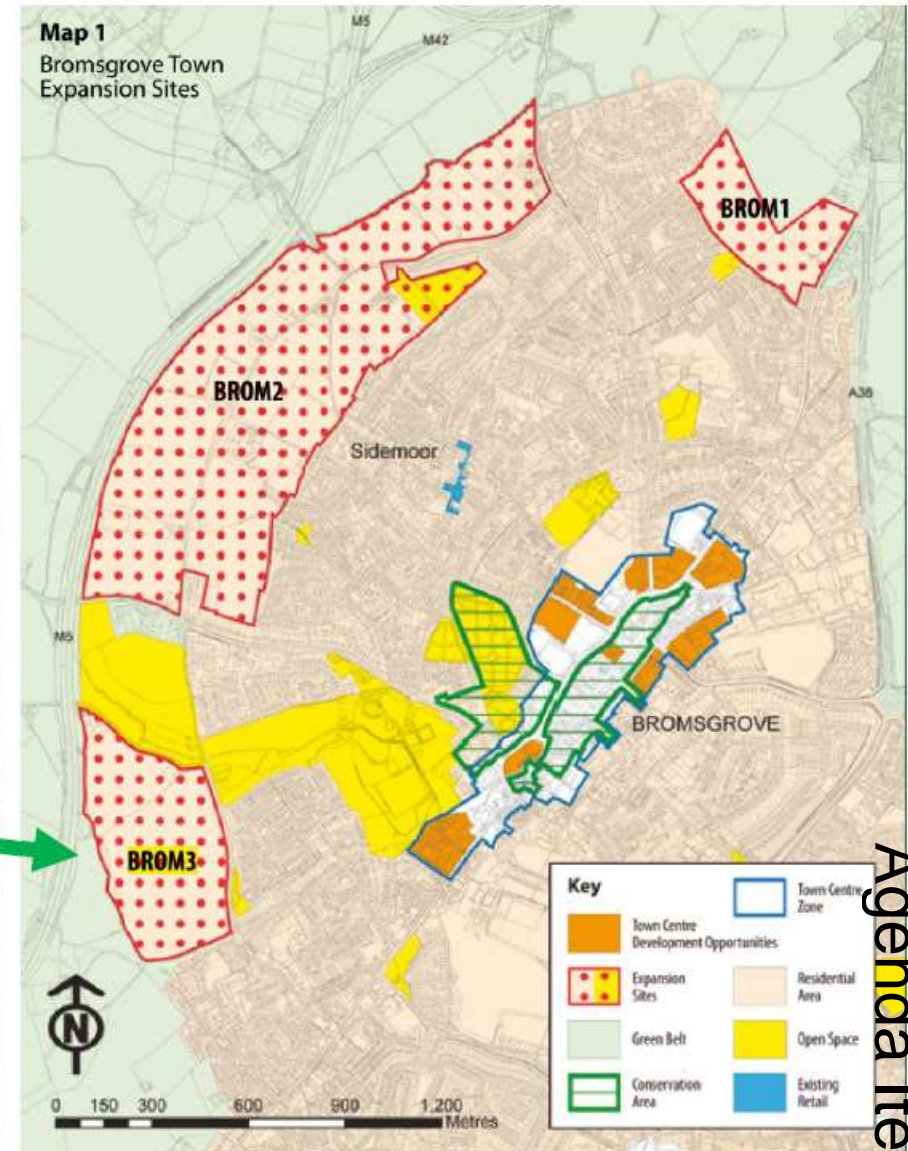 Map 1
Bromsgrove Town
Expansion Sites
M5
M42
BROM1
BROM2
A38
Sidemoor
M5
BROMSGROVE
BROM3
Key
Town Centre
Development Opportunities
Town Centre
Zone
Expansion
Sites
Residential
Area
Green Belt
Open Space
Conservation
Area
Existing
Retail
N
0 150 300 600 900 1,200
Metres
Agenda Ite